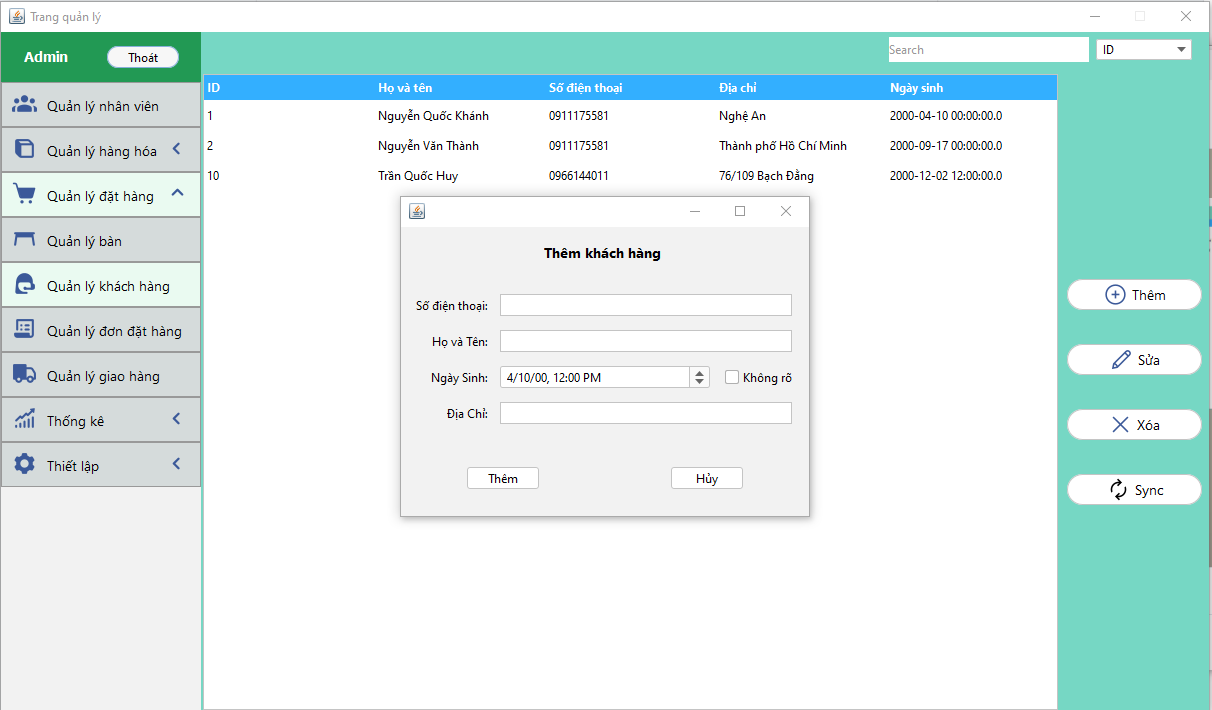 Trang quản lý
Admin
Thoát
Search
ID
Quản lý nhân viên
Quản lý hàng hóa
Quản lý đặt hàng
Quản lý bàn
Quản lý khách hàng
Quản lý đơn đặt hàng
Quản lý giao hàng
Thống kê
Thiết lập
ID Họ và tên Số điện thoại Địa chỉ Ngày sinh
1 Nguyễn Quốc Khánh 0911175581 Nghệ An 2000-04-10 00:00:00.0
2 Nguyễn Văn Thành 0911175581 Thành phố Hồ Chí Minh 2000-09-17 00:00:00.0
10 Trần Quốc Huy 0966144011 76/109 Bạch Đằng 2000-12-02 12:00:00.0
Thêm khách hàng
Số điện thoại:
Họ và Tên:
Ngày Sinh: 4/10/00, 12:00 PM Không rõ
Địa Chỉ:
Thêm Hủy
Thêm
Sửa
Xóa
Sync